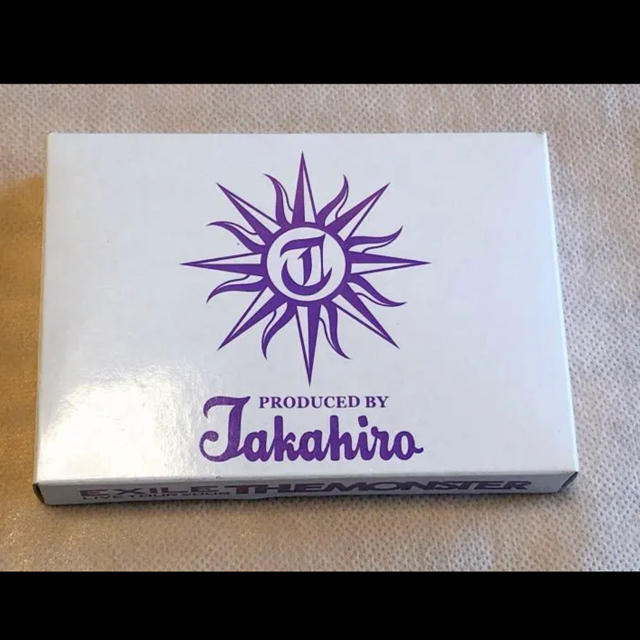 T
PRODUCED BY
Takahiro
EXILE THE MONSTER